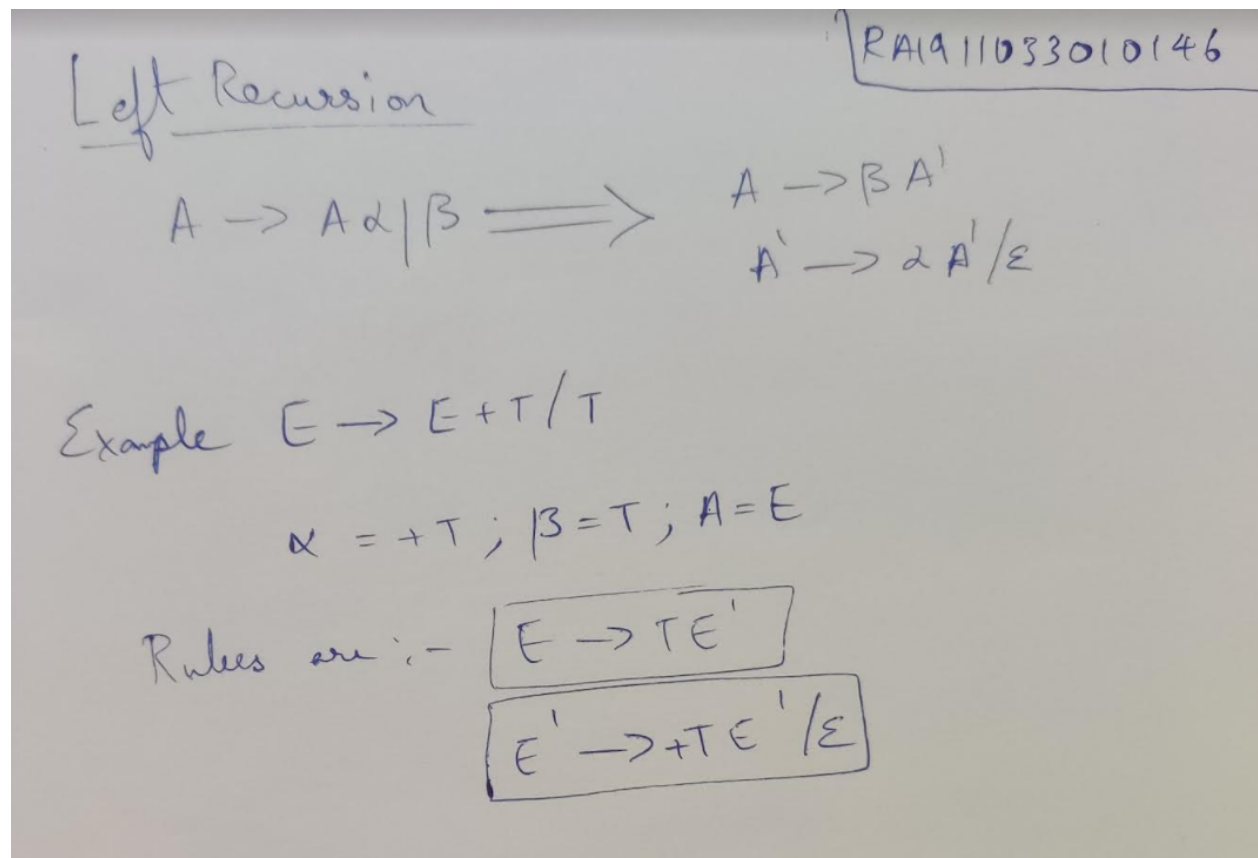 RA1911033010146
Left Recursion
A -> Aα|β => A -> βA'
A' -> αA'/ε
Example E -> E+T/T
α = +T ; β = T ; A = E
Rules are :- E -> TE'
E' -> +TE'/ε